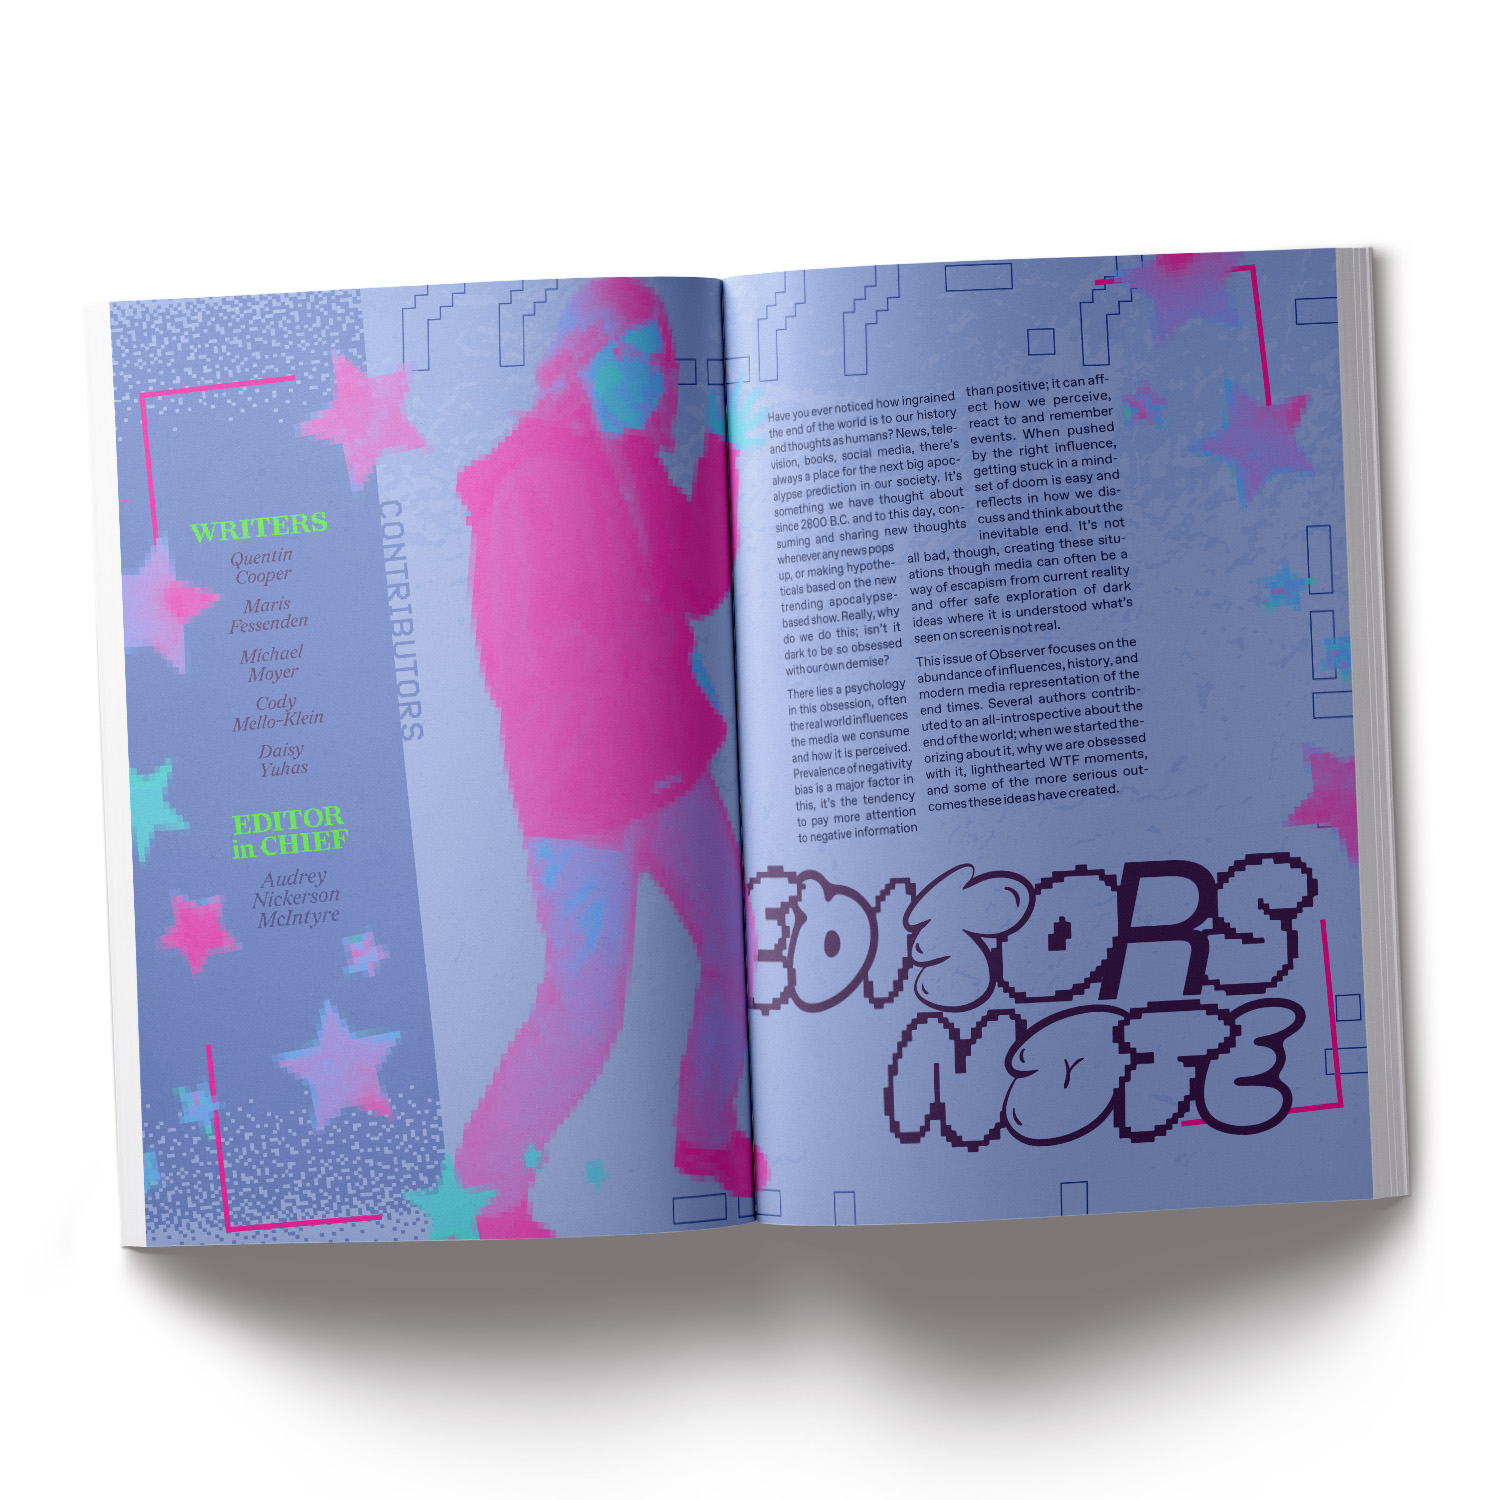 WRITERS
Quentin
Cooper
Maris
Fessenden
Michael
Moyer
Cody
Mello-Klein
Daisy
Yuhas
EDITOR
in CHIEF
Audrey
Nickerson
McIntyre
CONTRIBUTORS
Have you ever noticed how ingrained
the end of the world is to our history
and thoughts as humans? News, tele-
vision, books, social media, there's
always a place for the next big apoc-
alypse prediction in our society. It's
something we have thought about
since 2800 B.C. and to this day, con-
suming and sharing new thoughts
whenever any news pops
up, or making hypothe-
ticals based on the new
trending apocalypse-
based show. Really, why
do we do this; isn't it
dark to be so obsessed
with our own demise?
There lies a psychology
in this obsession, often
the real world influences
the media we consume
and how it is perceived.
Prevalence of negativity
bias is a major factor in
this, it's the tendency
to pay more attention
to negative information
than positive; it can aff-
ect how we perceive,
react to and remember
events. When pushed
by the right influence,
getting stuck in a mind-
set of doom is easy and
reflects in how we dis-
cuss and think about the
inevitable end. It's not
all bad, though, creating these situ-
ations though media can often be a
way of escapism from current reality
and offer safe exploration of dark
ideas where it is understood what's
seen on screen is not real.
This issue of Observer focuses on the
abundance of influences, history, and
modern media representation of the
end times. Several authors contrib-
uted to an all-introspective about the
end of the world; when we started the-
orizing about it, why we are obsessed
with it, lighthearted WTF moments,
and some of the more serious out-
comes these ideas have created.
EDITORS
NOTE